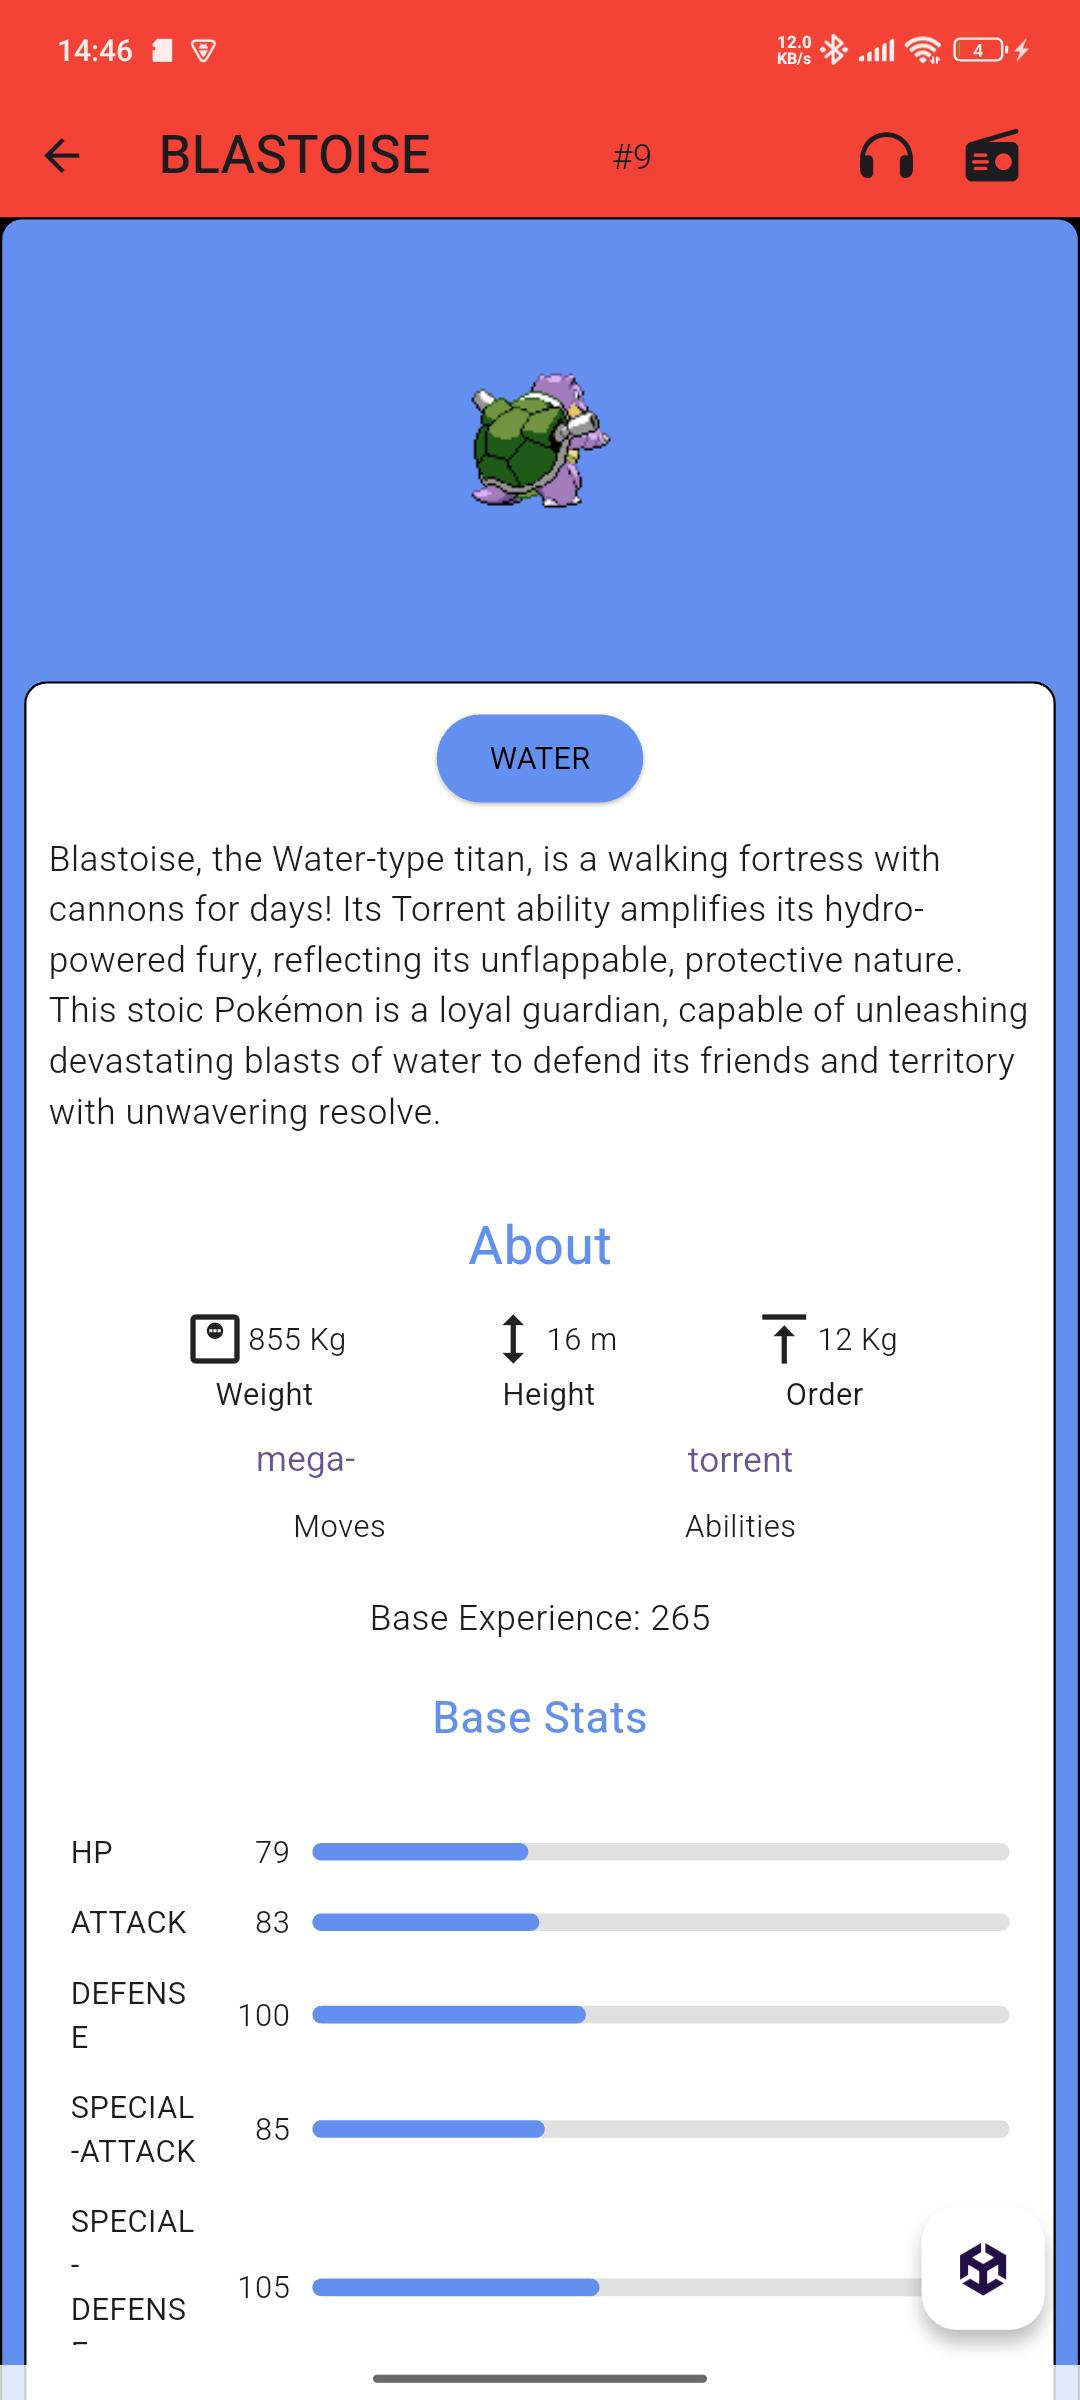 14:46
12.0
KB/s
4
BLASTOISE
#9
WATER
Blastoise, the Water-type titan, is a walking fortress with
cannons for days! Its Torrent ability amplifies its hydro-
powered fury, reflecting its unflappable, protective nature.
This stoic Pokémon is a loyal guardian, capable of unleashing
devastating blasts of water to defend its friends and territory
with unwavering resolve.
About
855 Kg 16 m 12 Kg
Weight Height Order
mega- torrent
Moves Abilities
Base Experience: 265
Base Stats
HP 79
ATTACK 83
DEFENS
E
100
SPECIAL
-ATTACK
85
SPECIAL
-
DEFENS
105